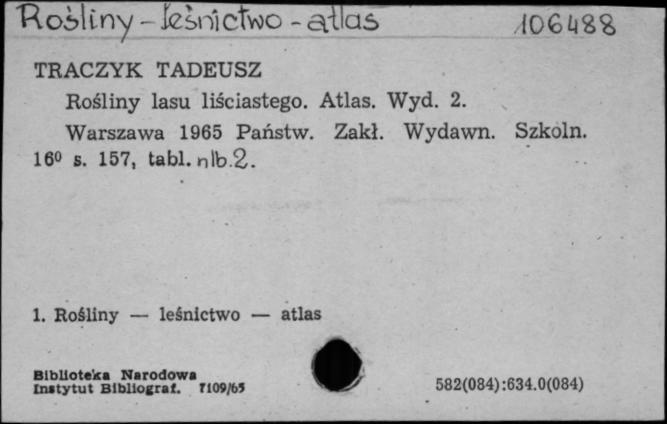 Rośliny - leśnictwo - atlas 106488
TRACZYK TADEUSZ
Rośliny lasu liściastego. Atlas. Wyd. 2.
Warszawa 1965 Państw. Zakł. Wydawn. Szkoln.
16⁰ s. 157, tabl. nlb. 2.
1. Rośliny — leśnictwo — atlas
Biblioteka Narodowa
Instytut Bibliograf. 7109/65
582(084):634.0(084)